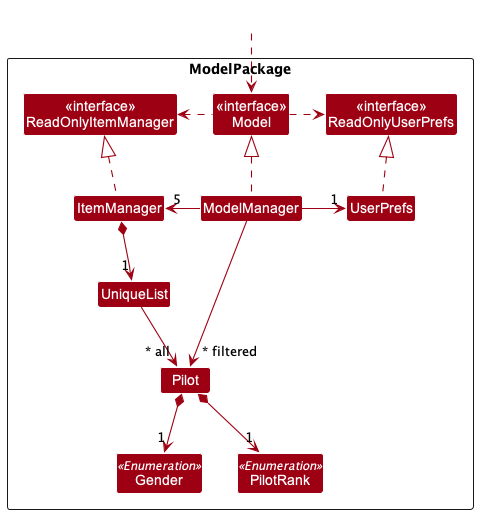 ModelPackage
«interface»
ReadOnlyItemManager
«interface»
Model
«interface»
ReadOnlyUserPrefs
ItemManager
5
ModelManager
1
UserPrefs
1
UniqueList
* all
* filtered
Pilot
1
1
«Enumeration»
Gender
«Enumeration»
PilotRank